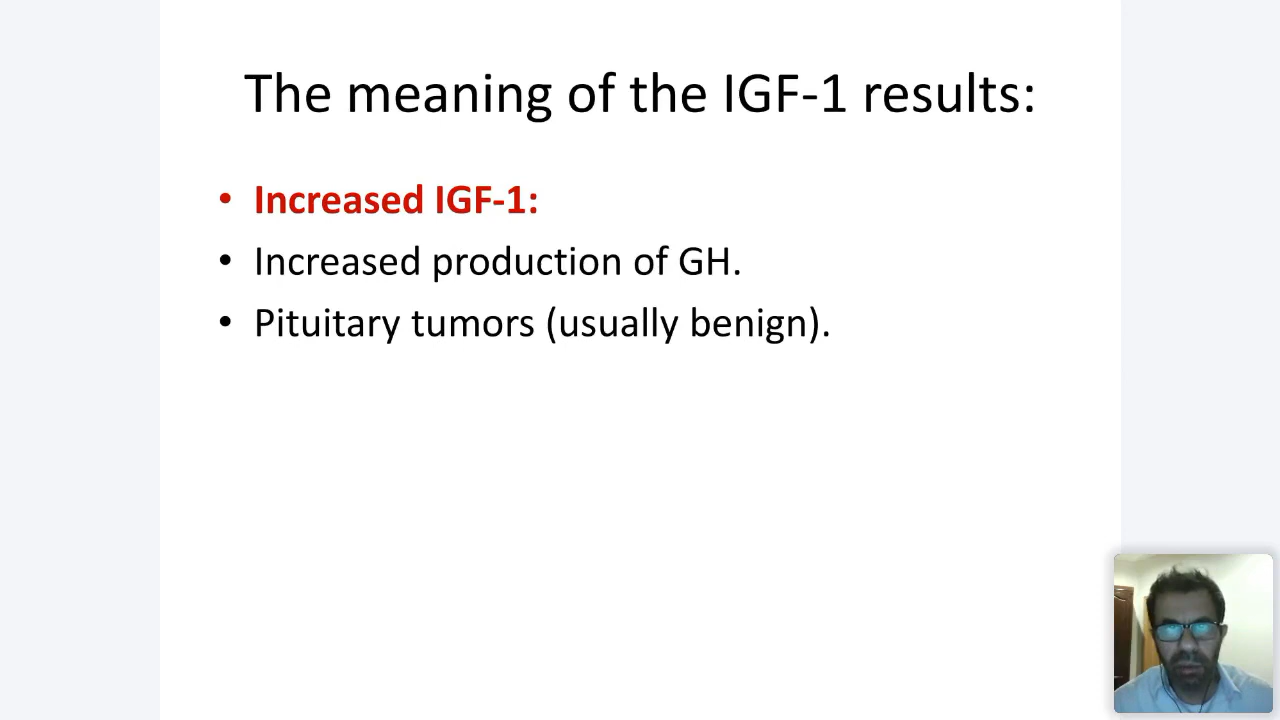 The meaning of the IGF-1 results:
• Increased IGF-1:
• Increased production of GH.
• Pituitary tumors (usually benign).